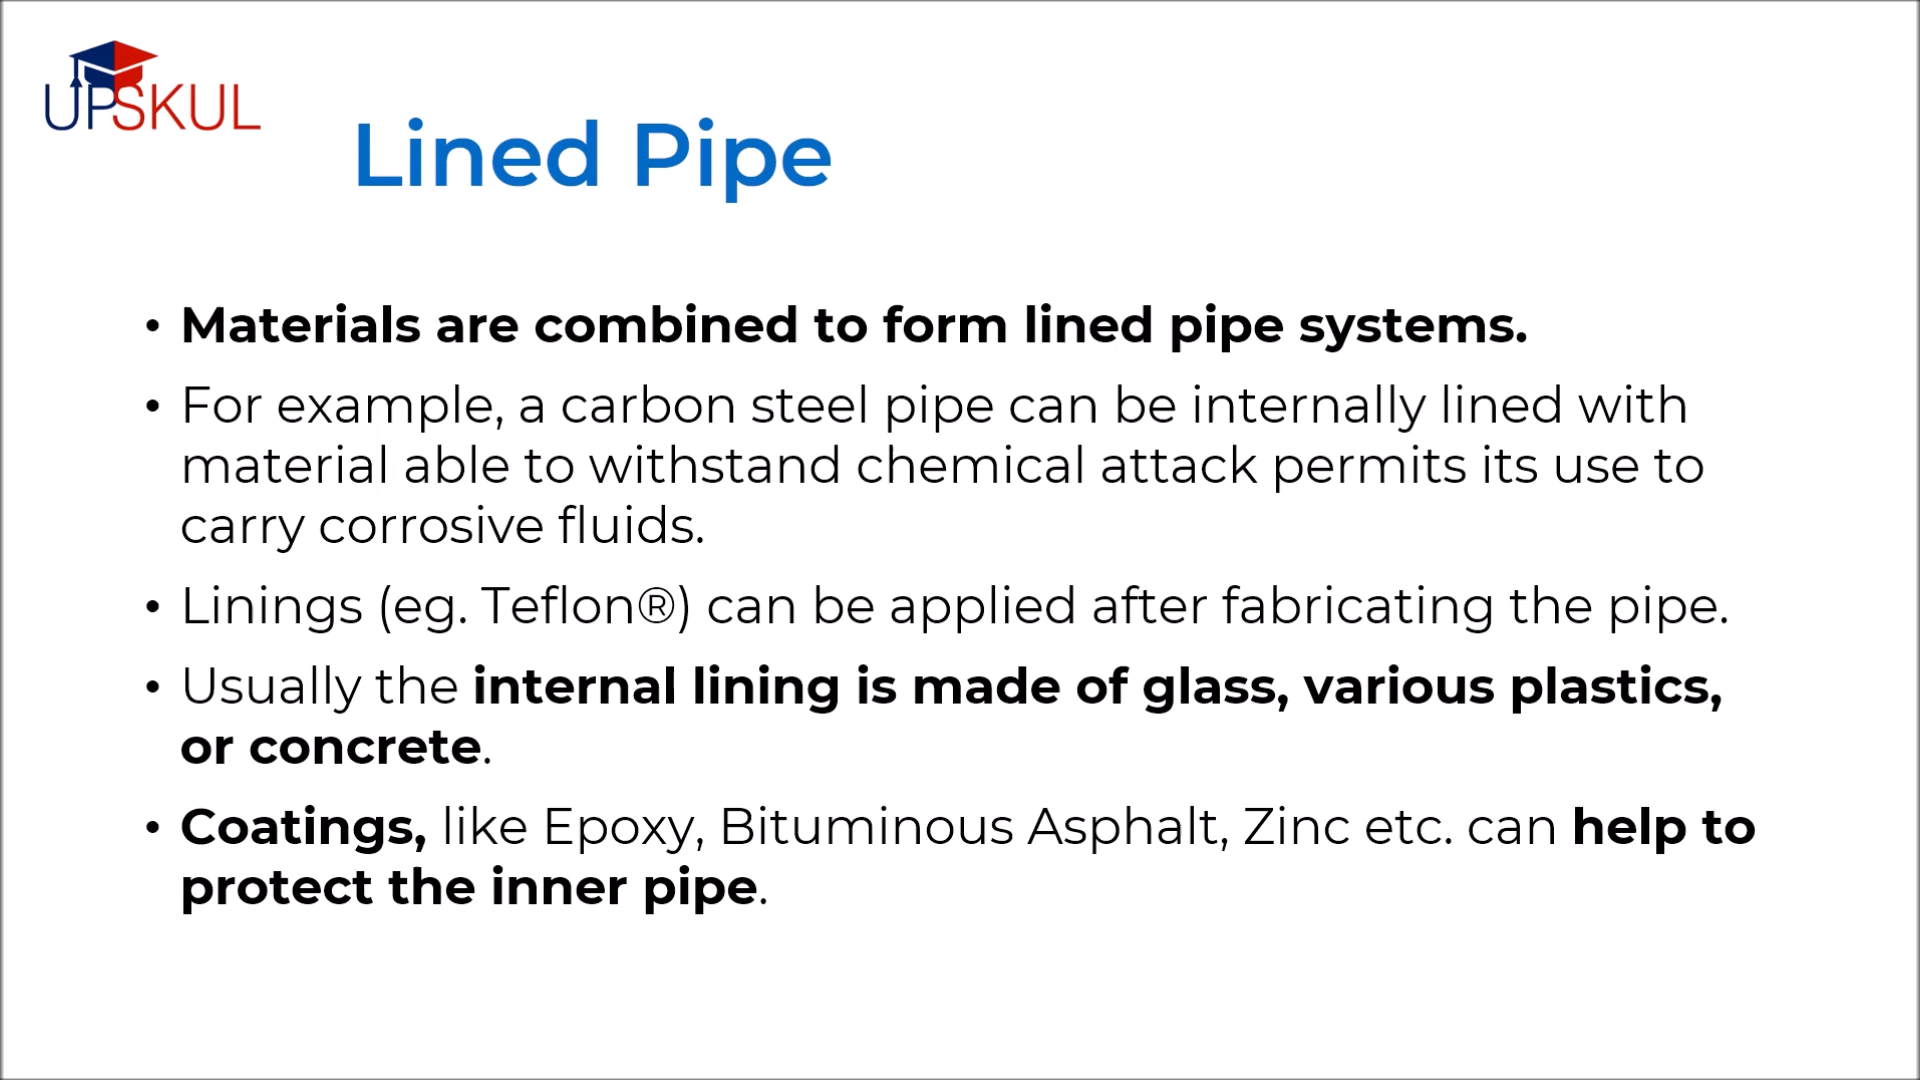 UPSKUL
Lined Pipe
• Materials are combined to form lined pipe systems.
• For example, a carbon steel pipe can be internally lined with
material able to withstand chemical attack permits its use to
carry corrosive fluids.
• Linings (eg. Teflon®) can be applied after fabricating the pipe.
• Usually the internal lining is made of glass, various plastics,
or concrete.
• Coatings, like Epoxy, Bituminous Asphalt, Zinc etc. can help to
protect the inner pipe.